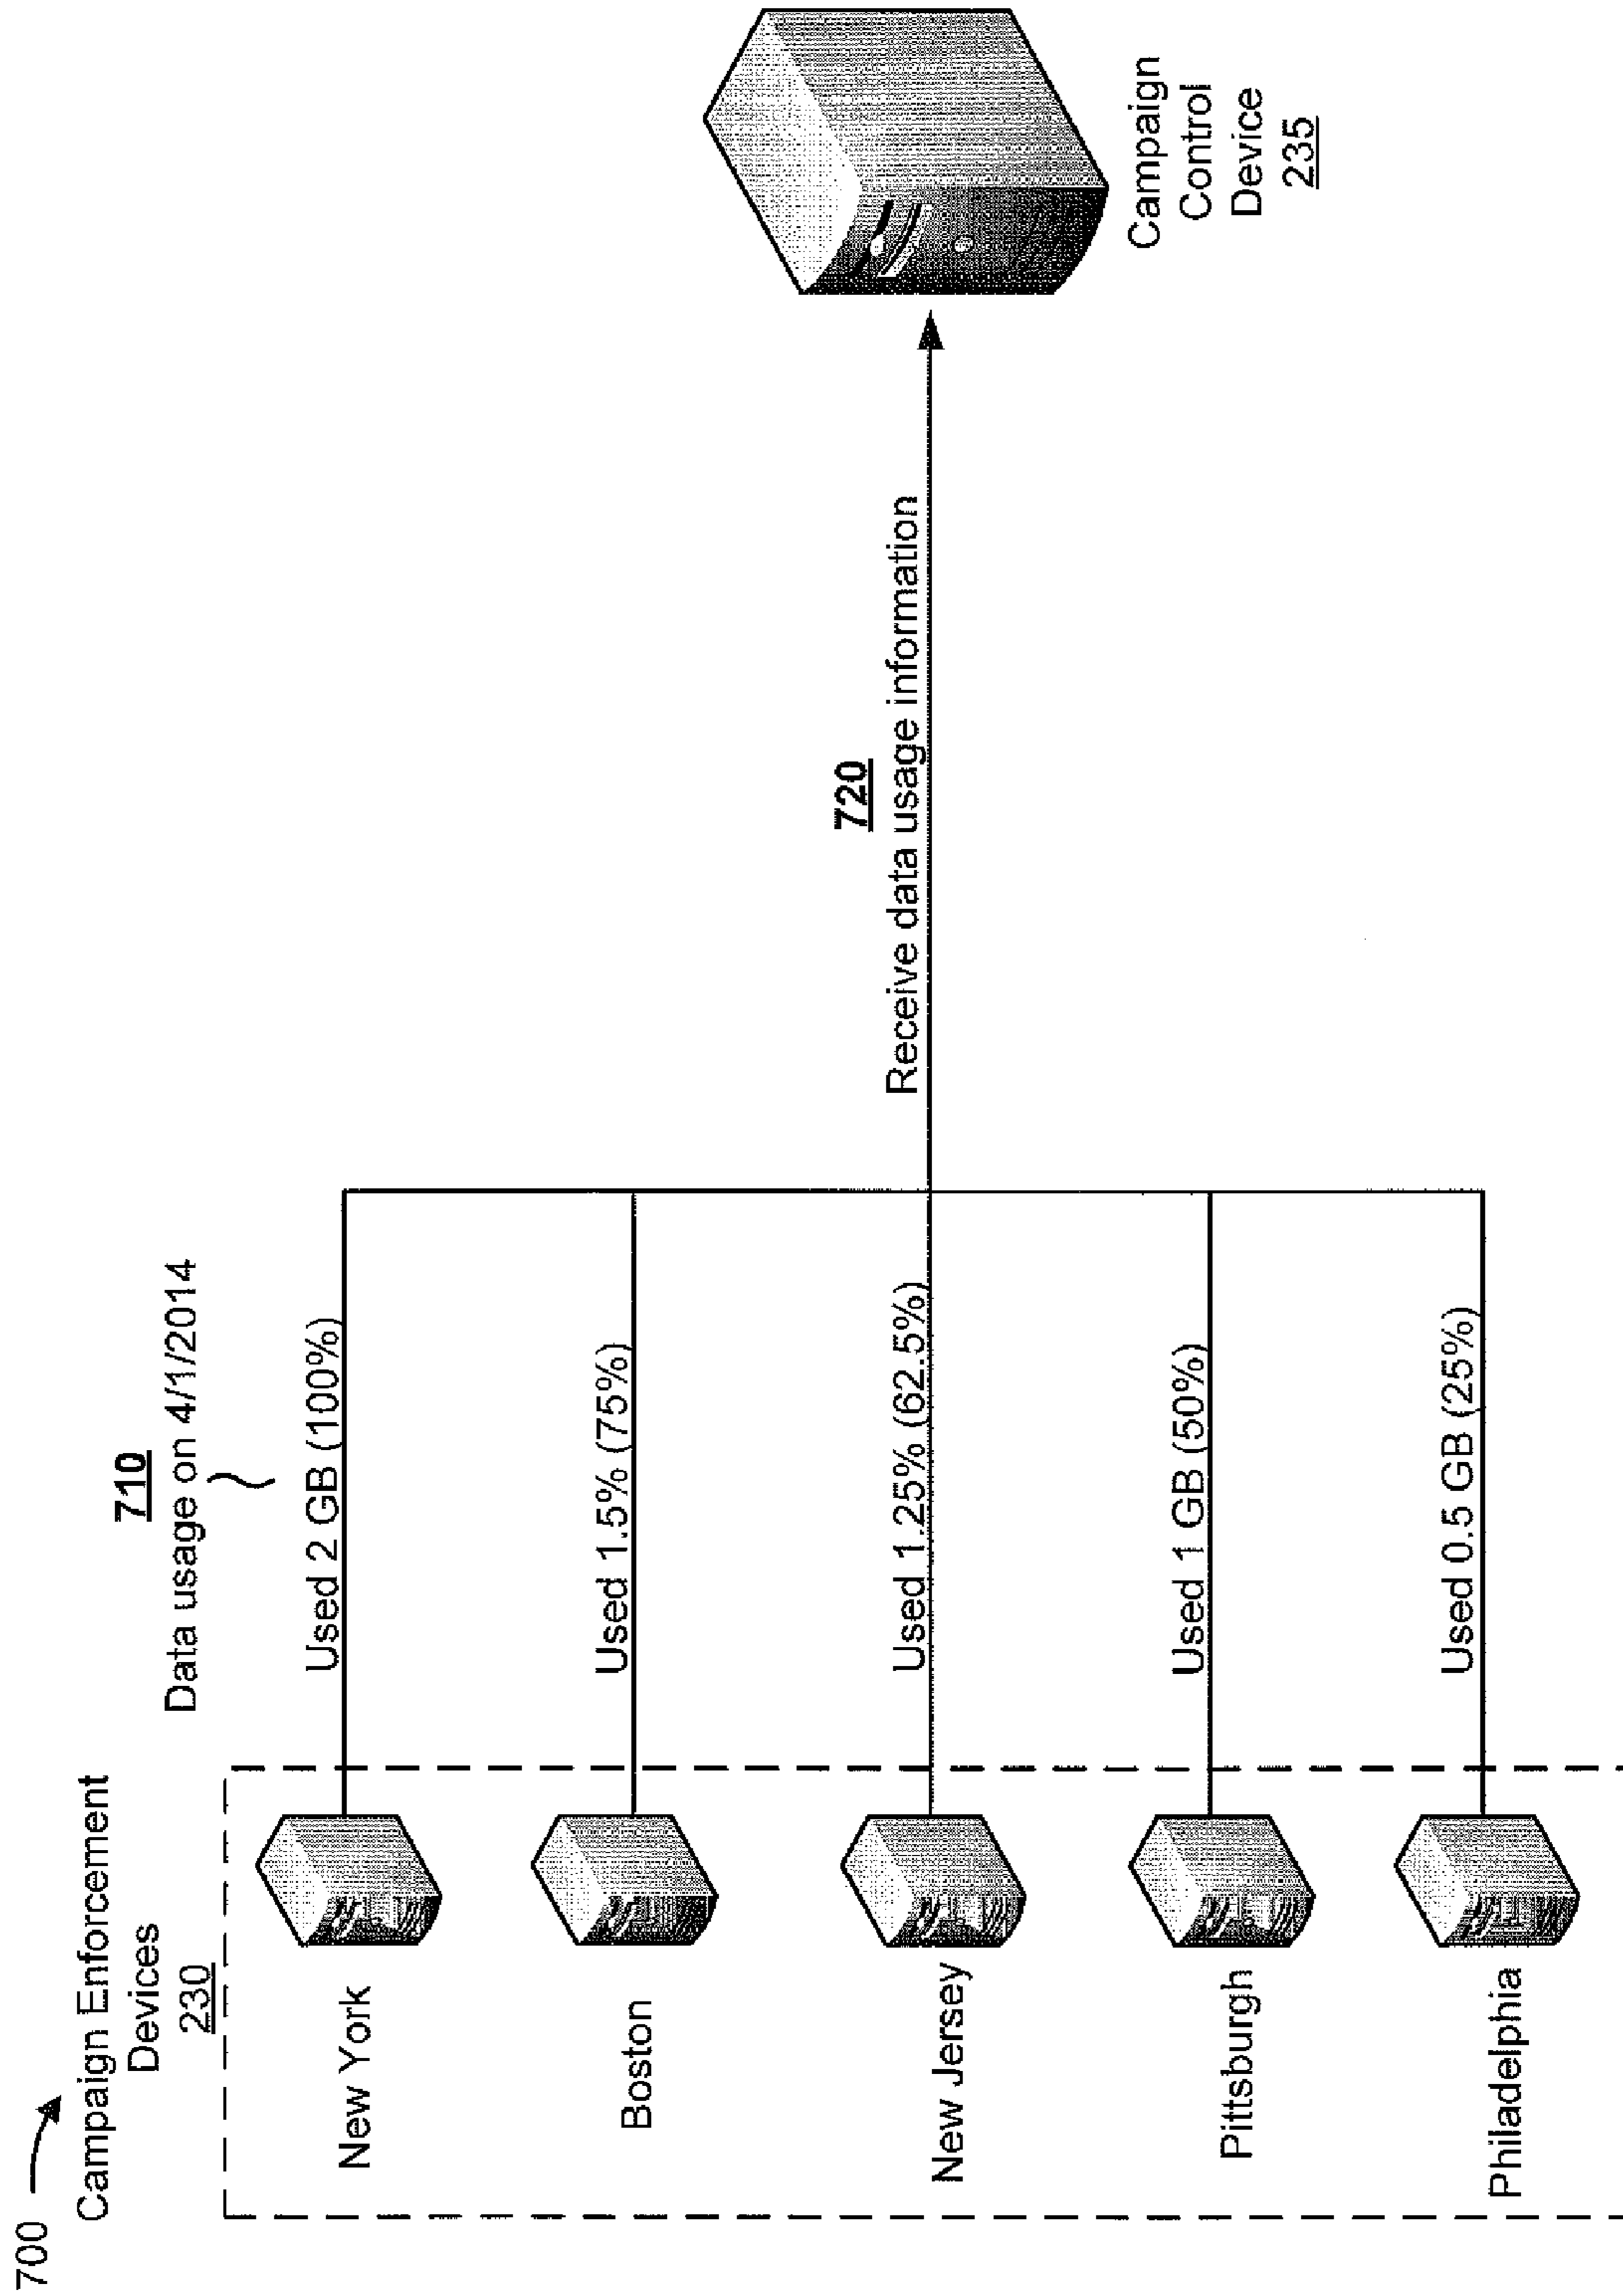 700
Campaign Enforcement
Devices
230
710
Data usage on 4/1/2014
New York
Used 2 GB (100%)
Boston
Used 1.5% (75%)
720
Receive data usage information
New Jersey
Used 1.25% (62.5%)
Pittsburgh
Used 1 GB (50%)
Philadelphia
Used 0.5 GB (25%)
Campaign
Control
Device
235